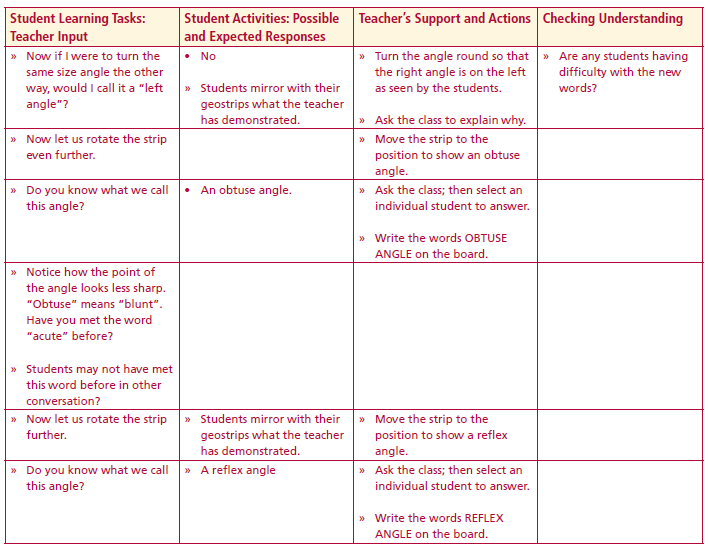 Student Learning Tasks:
Teacher Input
Student Activities: Possible
and Expected Responses
Teacher's Support and Actions
Checking Understanding
» Now if I were to turn the
same size angle the other
way, would I call it a "left
angle"?
• No
» Students mirror with their
geostrips what the teacher
has demonstrated.
» Turn the angle round so that
the right angle is on the left
as seen by the students.
» Ask the class to explain why.
» Are any students having
difficulty with the new
words?
» Now let us rotate the strip
even further.
» Move the strip to the
position to show an obtuse
angle.
» Do you know what we call
this angle?
• An obtuse angle.
» Ask the class; then select an
individual student to answer.
» Write the words OBTUSE
ANGLE on the board.
» Notice how the point of
the angle looks less sharp.
"Obtuse" means "blunt".
Have you met the word
"acute" before?
» Students may not have met
this word before in other
conversation?
» Now let us rotate the strip
further.
» Students mirror with their
geostrips what the teacher
has demonstrated.
» Move the strip to the
position to show a reflex
angle.
» Do you know what we call
this angle?
» A reflex angle
» Ask the class; then select an
individual student to answer.
» Write the words REFLEX
ANGLE on the board.